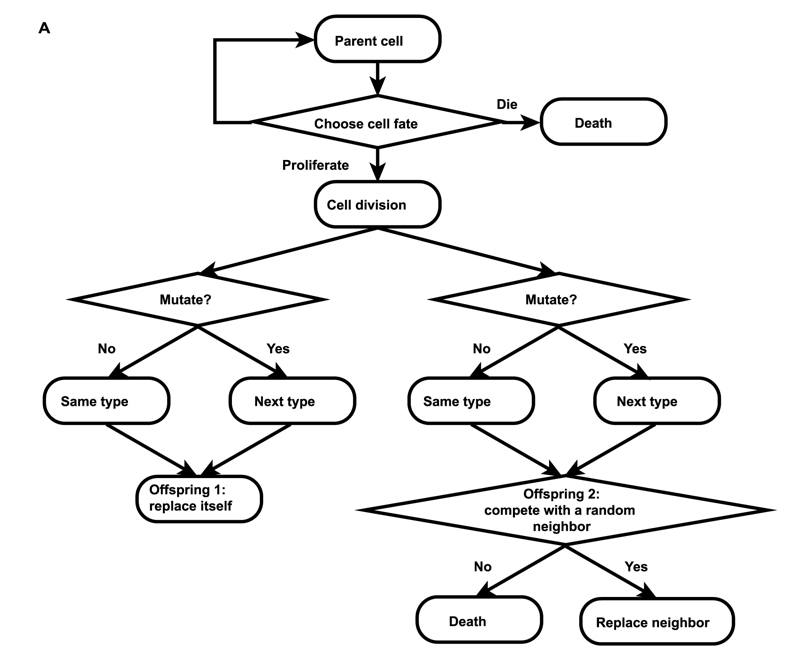 A
Parent cell
Choose cell fate
Die
Death
Proliferate
Cell division
Mutate?
Mutate?
No
Yes
No
Yes
Same type
Next type
Same type
Next type
Offspring 1:
replace itself
Offspring 2:
compete with a random
neighbor
No
Yes
Death
Replace neighbor